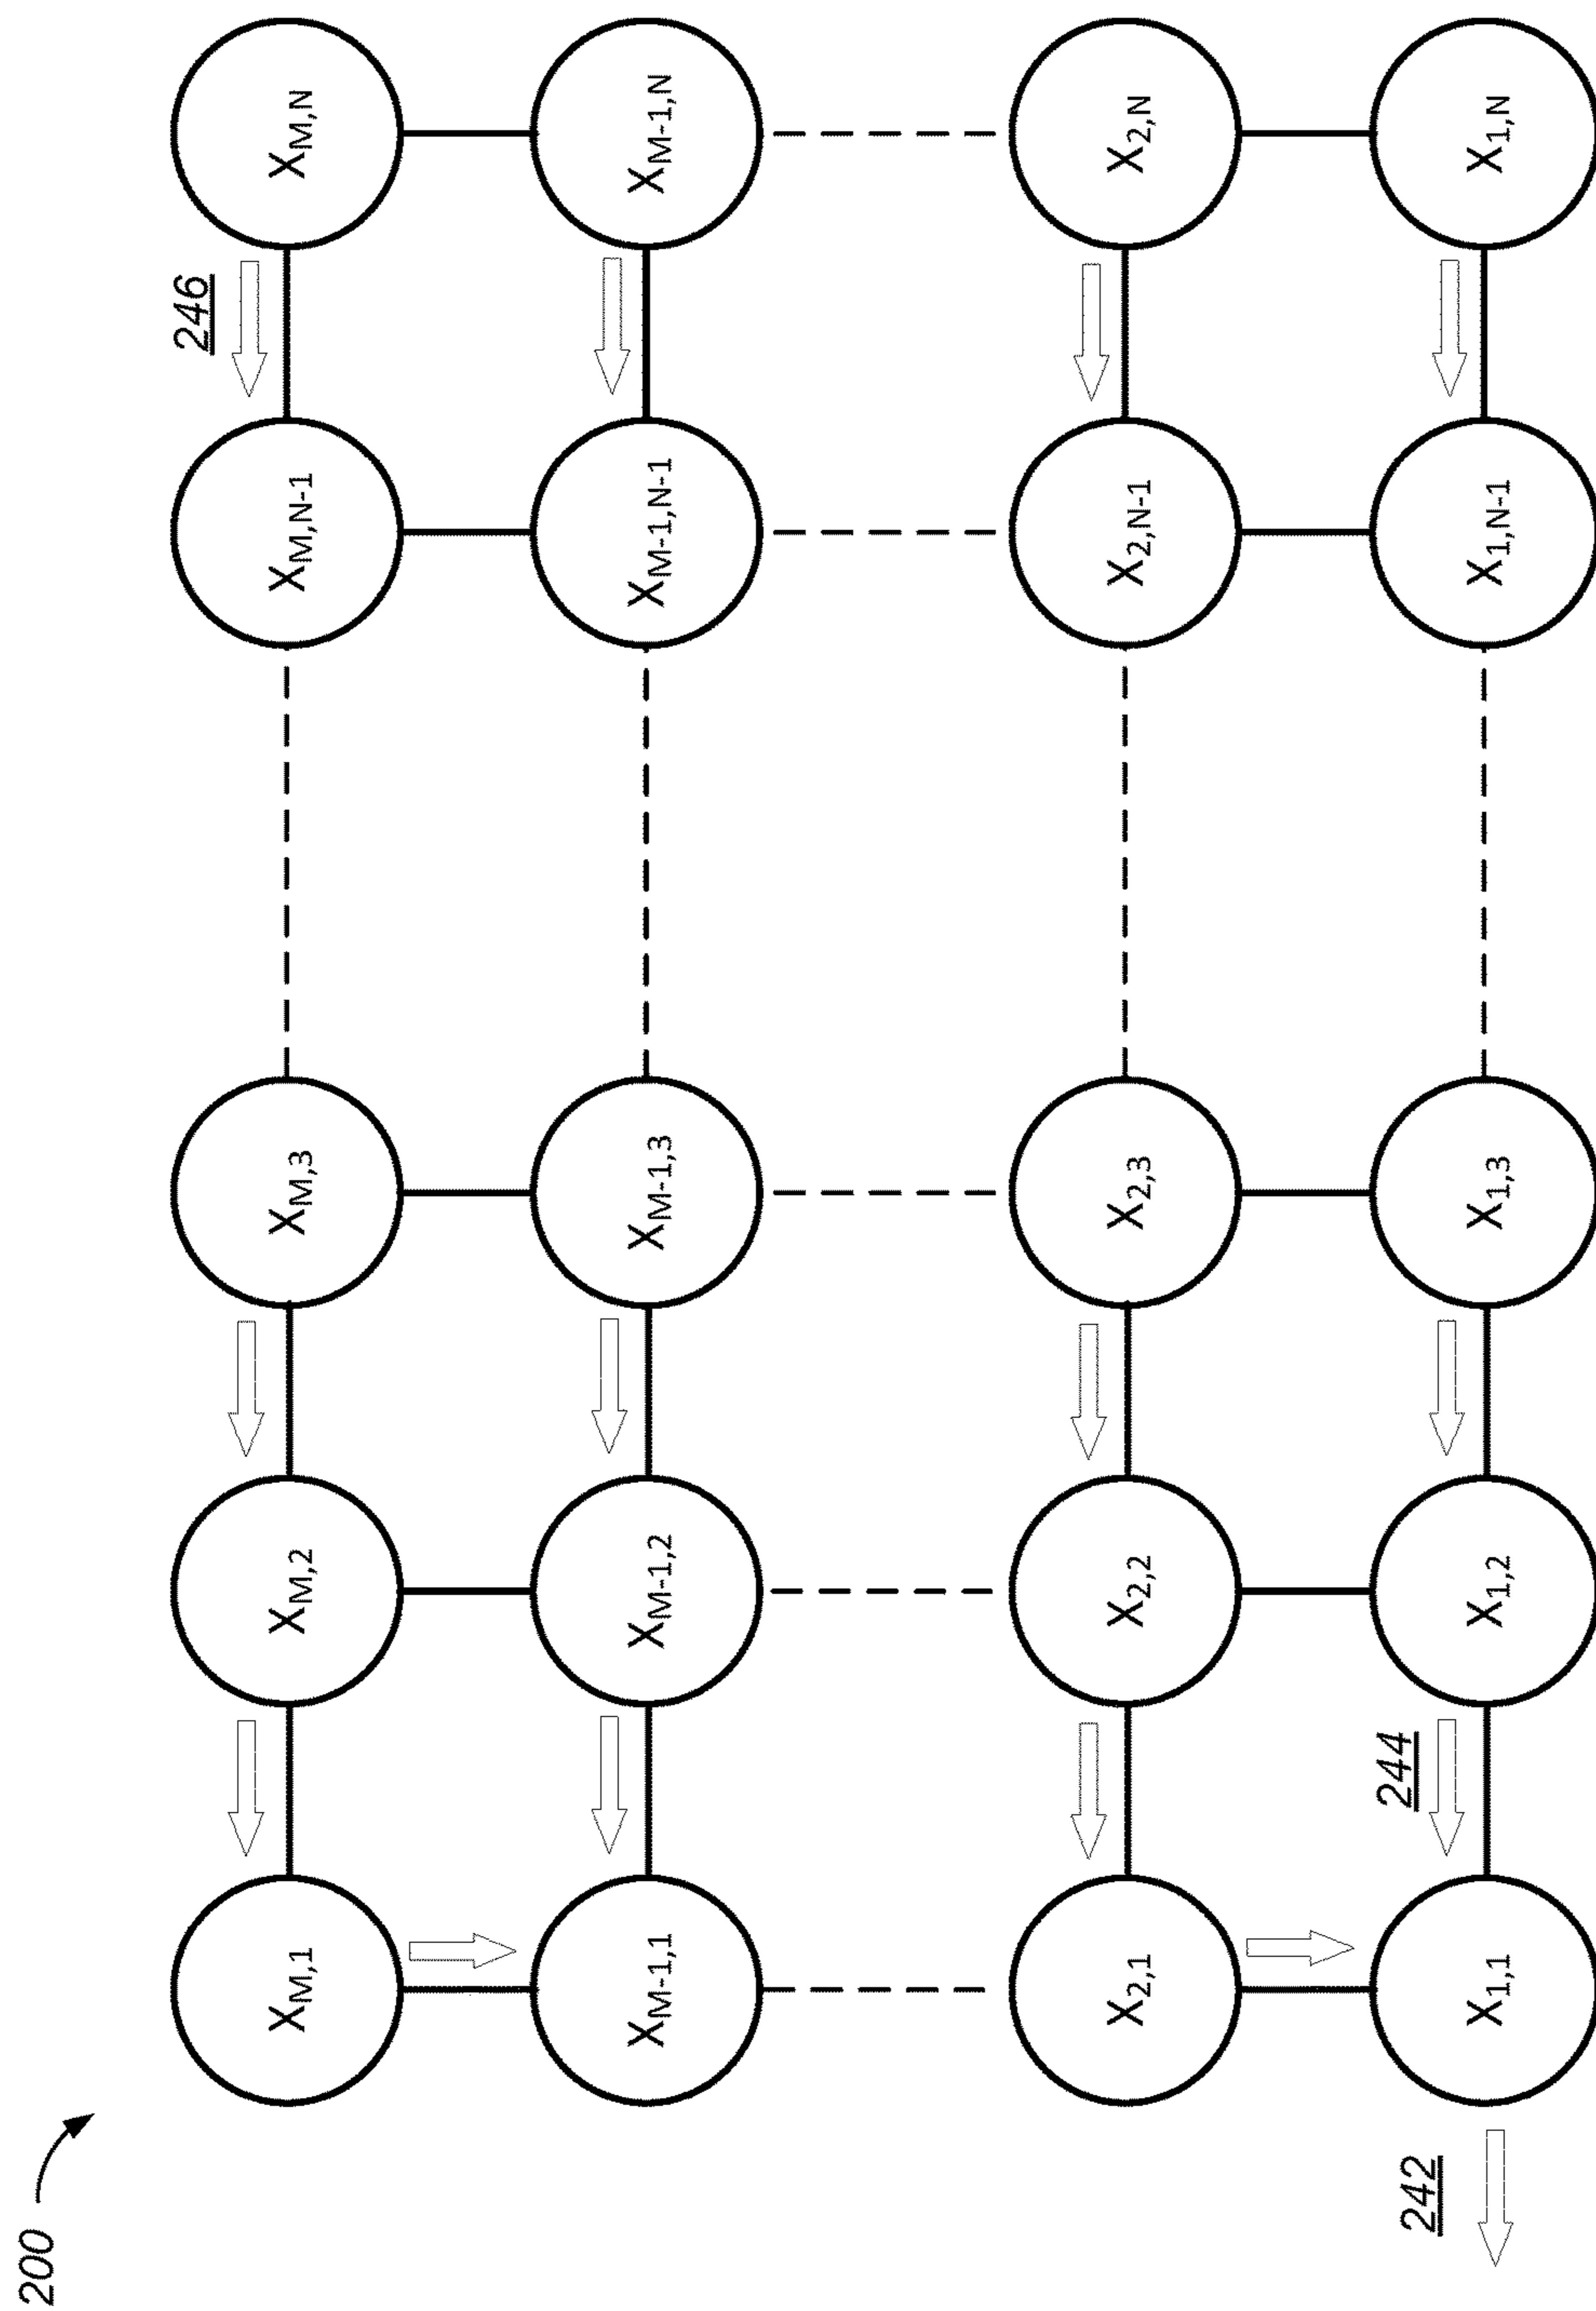 200
246
X_M,1 X_M,2 X_M,3 X_M,N-1 X_M,N
X_M-1,1 X_M-1,2 X_M-1,3 X_M-1,N-1 X_M-1,N
X_2,1 X_2,2 X_2,3 X_2,N-1 X_2,N
242 244
X_1,1 X_1,2 X_1,3 X_1,N-1 X_1,N